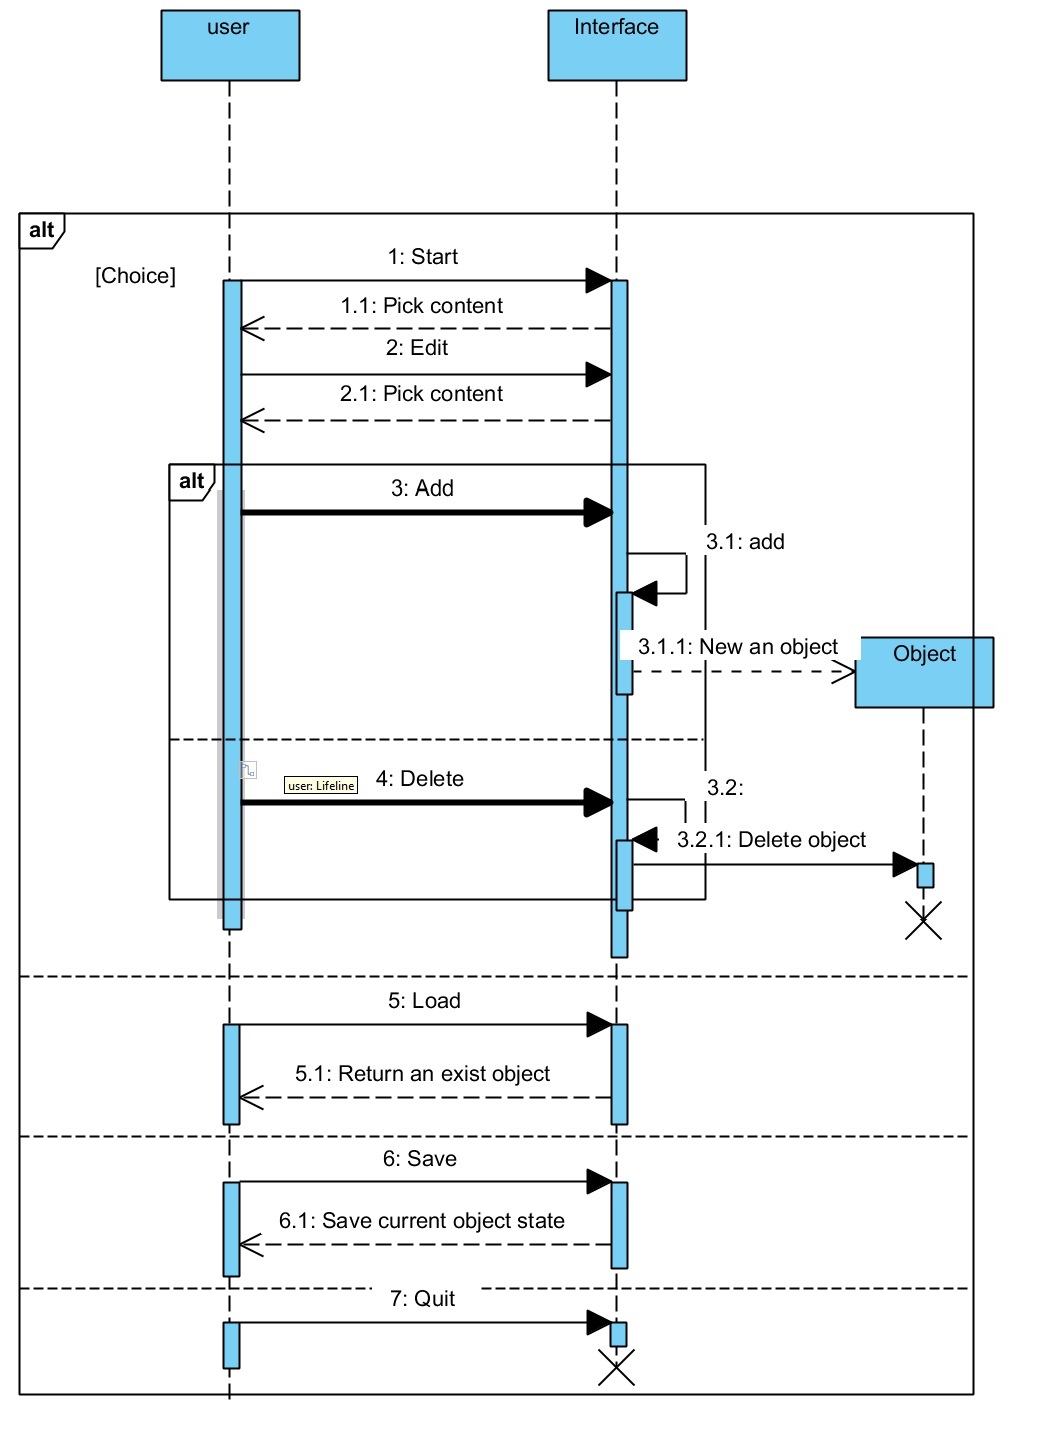 user
Interface
alt
1: Start
[Choice]
1.1: Pick content
2: Edit
2.1: Pick content
alt
3: Add
3.1: add
3.1.1: New an object
Object
4: Delete
user: Lifeline
3.2:
3.2.1: Delete object
5: Load
5.1: Return an exist object
6: Save
6.1: Save current object state
7: Quit